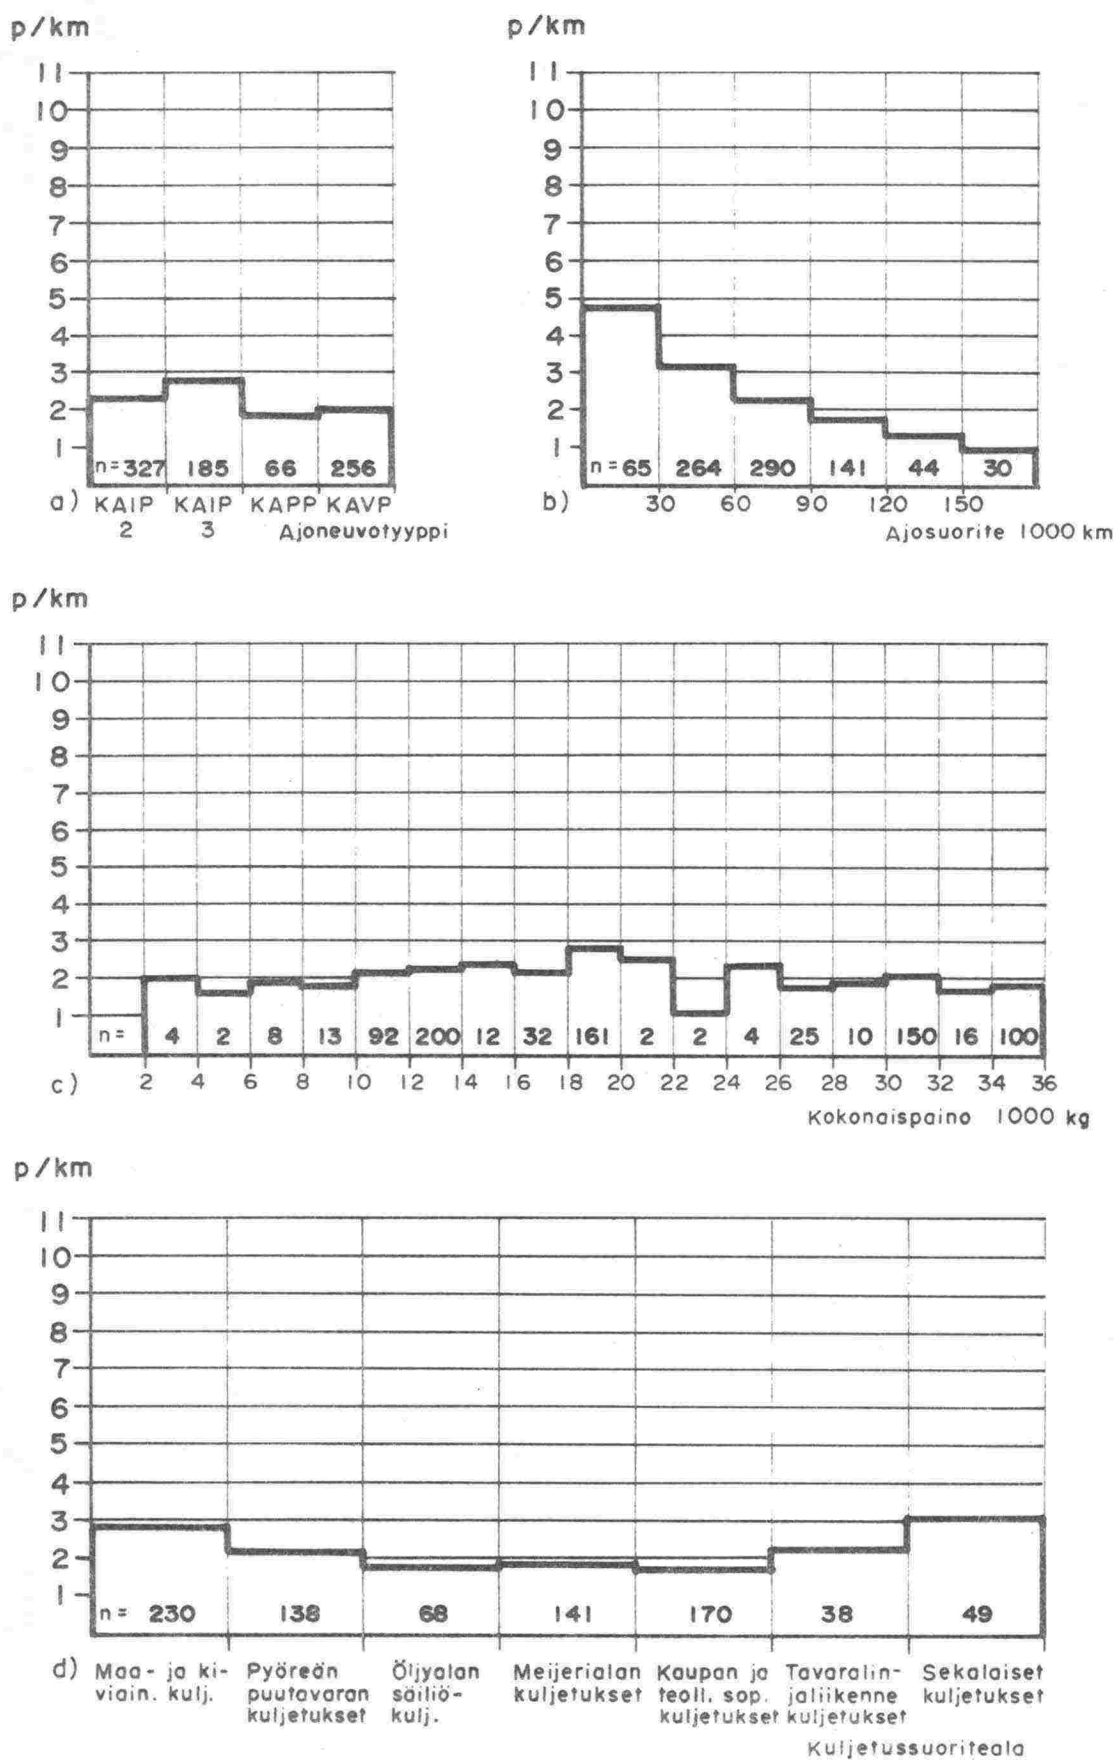 p/km
11
10
9
8
7
6
5
4
3
2
1
n=327 185 66 256
a) KAIP KAIP KAPP KAVP
2 3 Ajoneuvotyyppi
p/km
11
10
9
8
7
6
5
4
3
2
1
n=65 264 290 141 44 30
b) 30 60 90 120 150
Ajosuorite 1000 km
p/km
11
10
9
8
7
6
5
4
3
2
1
n= 4 2 8 13 92 200 12 32 161 2 2 4 25 10 150 16 100
c) 2 4 6 8 10 12 14 16 18 20 22 24 26 28 30 32 34 36
Kokonaispaino 1000 kg
p/km
11
10
9
8
7
6
5
4
3
2
1
n= 230 138 68 141 170 38 49
d) Maa- ja ki- Pyöreän Öljyalan Meijerialan Kaupan ja Tavaralin- Sekalaiset
viain. kulj. puutavaran säiliö- kuljetukset teoll. sop. jaliikenne kuljetukset
kuljetukset kulj. kuljetukset kuljetukset
Kuljetussuoriteala